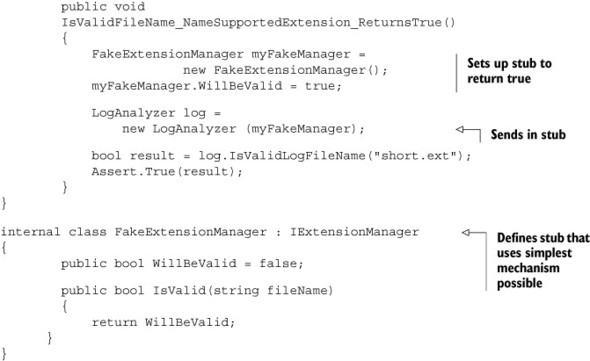 public void
IsValidFileName_NameSupportedExtension_ReturnsTrue()
{
FakeExtensionManager myFakeManager =
new FakeExtensionManager();
myFakeManager.WillBeValid = true;
Sets up stub to
return true
LogAnalyzer log =
new LogAnalyzer (myFakeManager);
Sends in stub
bool result = log.IsValidLogFileName("short.ext");
Assert.True(result);
}
}
internal class FakeExtensionManager : IExtensionManager
{
public bool WillBeValid = false;
public bool IsValid(string fileName)
{
return WillBeValid;
}
}
Defines stub that
uses simplest
mechanism
possible